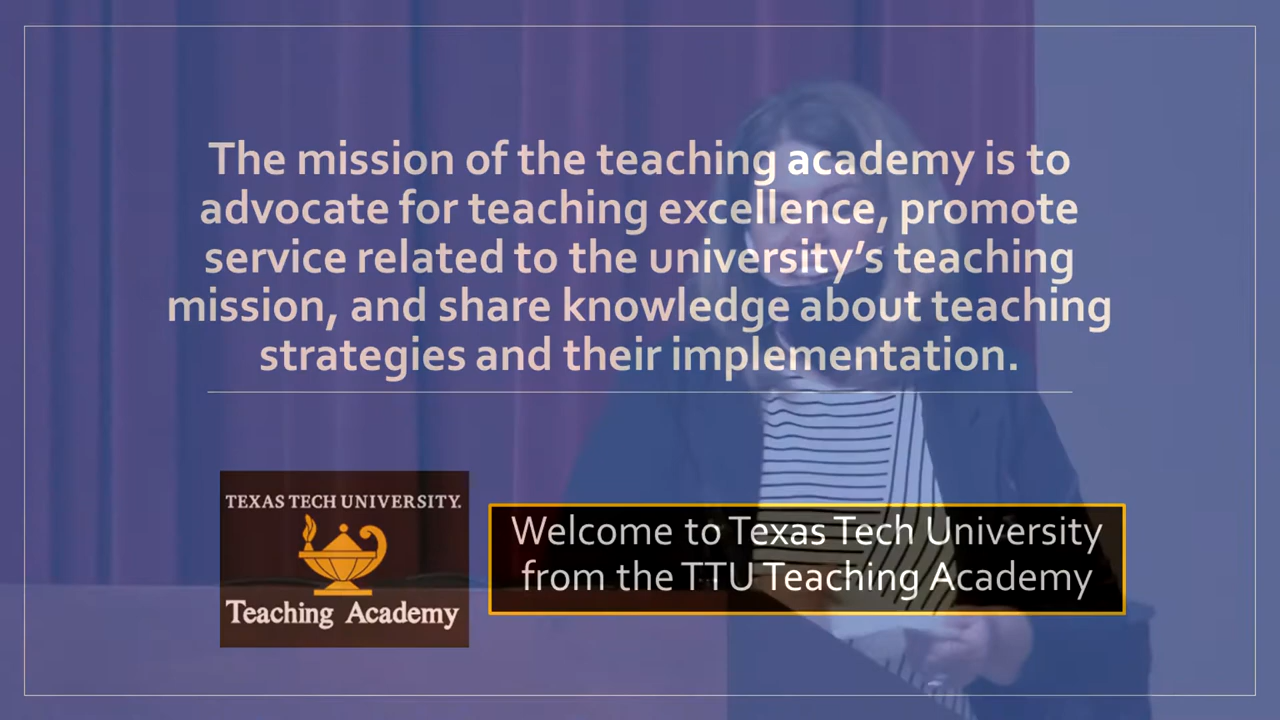 The mission of the teaching academy is to
advocate for teaching excellence, promote
service related to the university’s teaching
mission, and share knowledge about teaching
strategies and their implementation.
TEXAS TECH UNIVERSITY.
Teaching Academy
Welcome to Texas Tech University
from the TTU Teaching Academy